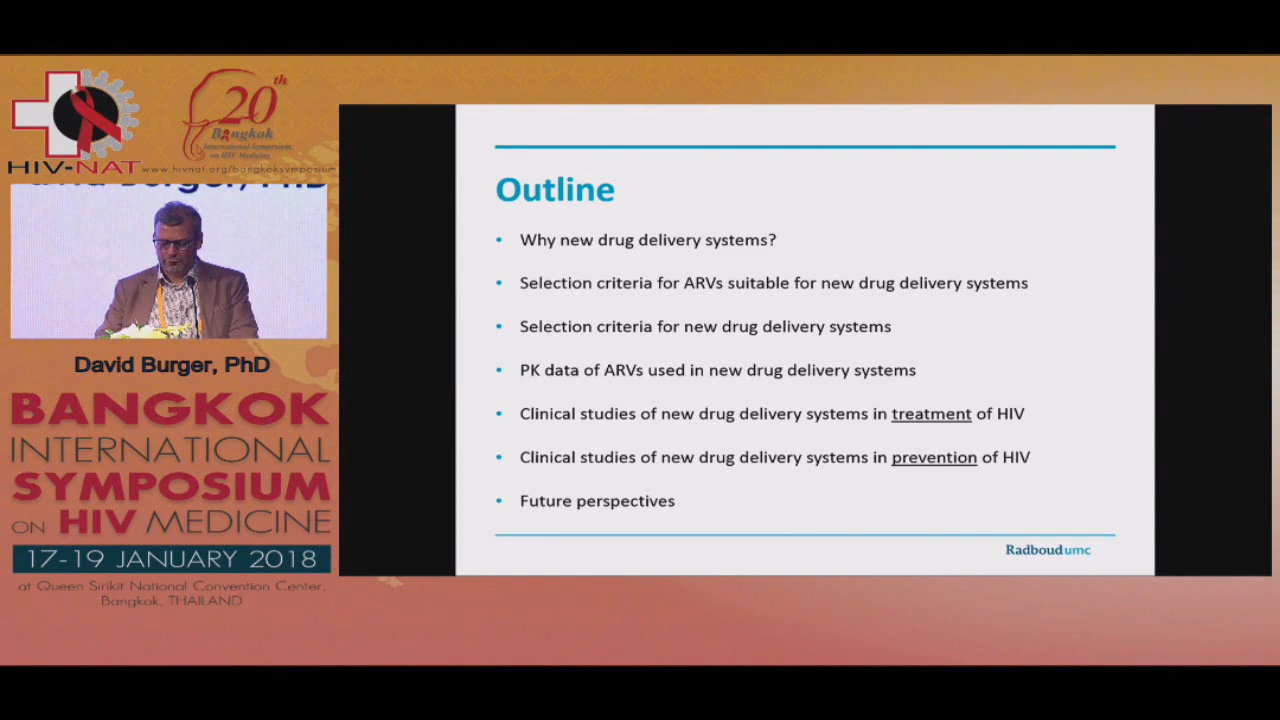 20th
Bangkok
International Symposium
on HIV Medicine
HIV-NAT
www.hivnat.org/bangkoksymposium
David Burger, PhD
David Burger, PhD
BANGKOK
INTERNATIONAL
SYMPOSIUM
ON HIV MEDICINE
17-19 JANUARY 2018
at Queen Sirikit National Convention Center,
Bangkok, THAILAND
Outline
• Why new drug delivery systems?
• Selection criteria for ARVs suitable for new drug delivery systems
• Selection criteria for new drug delivery systems
• PK data of ARVs used in new drug delivery systems
• Clinical studies of new drug delivery systems in treatment of HIV
• Clinical studies of new drug delivery systems in prevention of HIV
• Future perspectives
Radboudumc